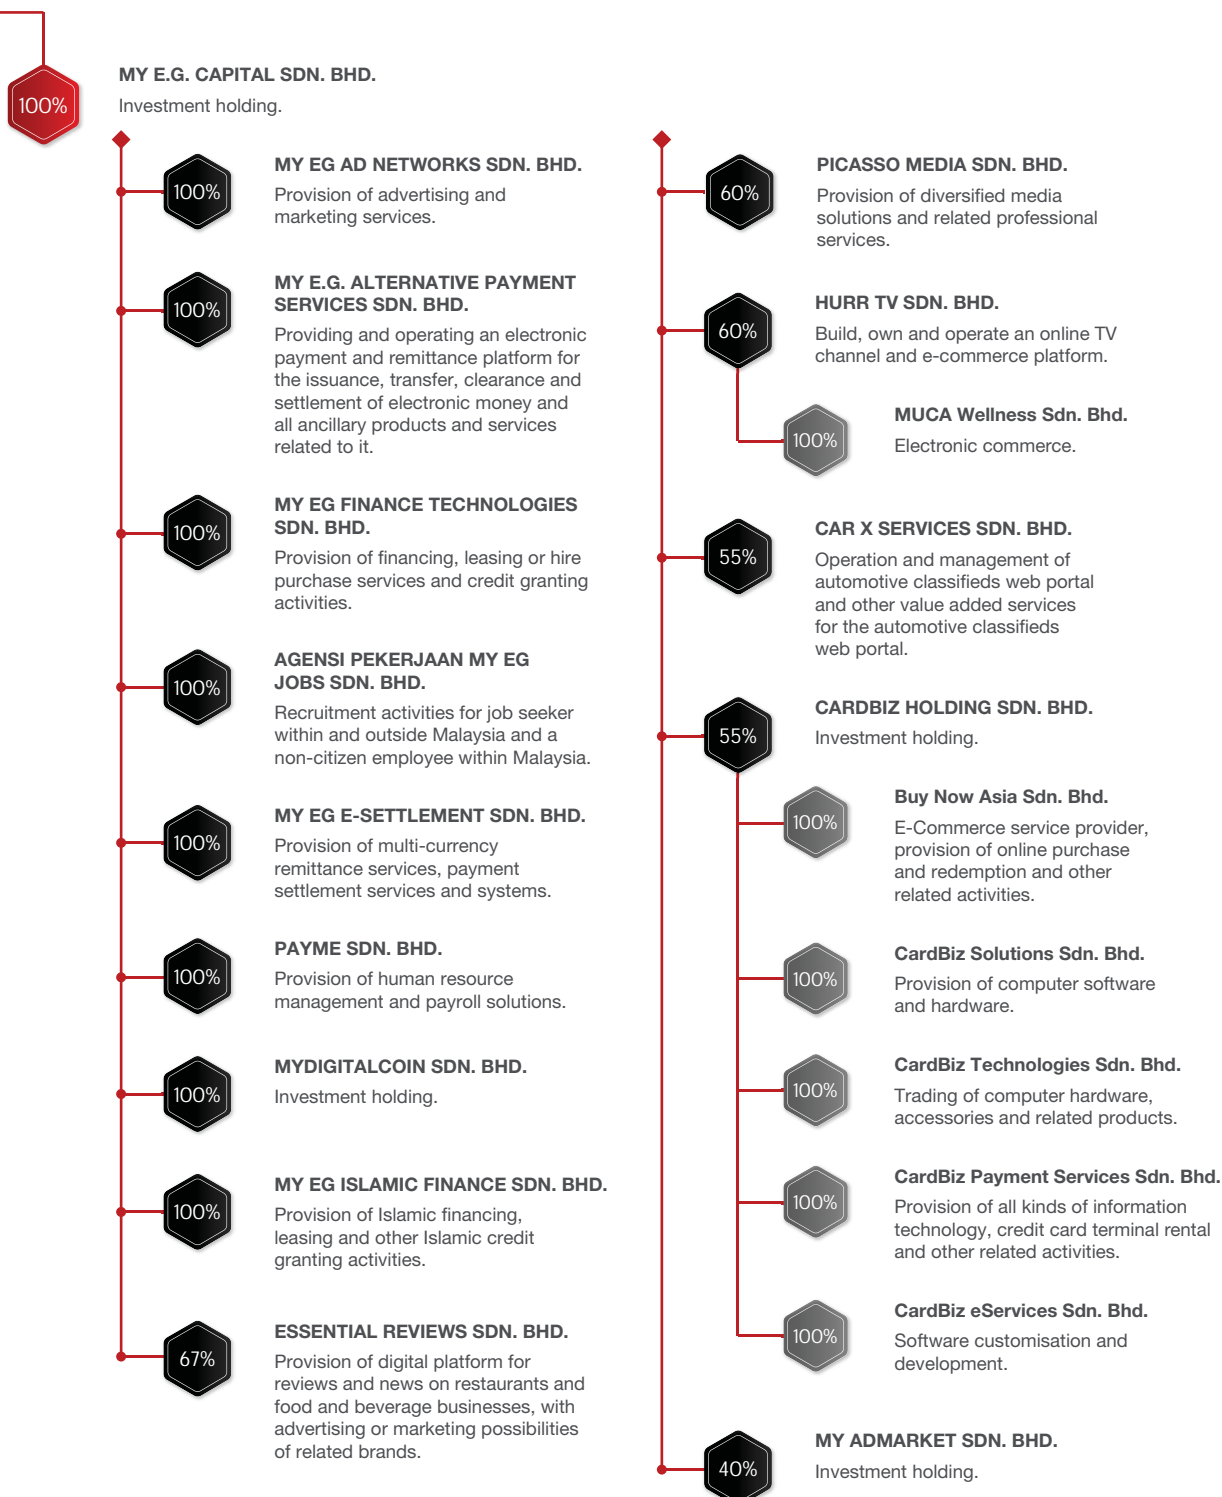 100%
MY E.G. CAPITAL SDN. BHD.
Investment holding.
100%
MY EG AD NETWORKS SDN. BHD.
Provision of advertising and
marketing services.
100%
MY E.G. ALTERNATIVE PAYMENT
SERVICES SDN. BHD.
Providing and operating an electronic
payment and remittance platform for
the issuance, transfer, clearance and
settlement of electronic money and
all ancillary products and services
related to it.
100%
MY EG FINANCE TECHNOLOGIES
SDN. BHD.
Provision of financing, leasing or hire
purchase services and credit granting
activities.
100%
AGENSI PEKERJAAN MY EG
JOBS SDN. BHD.
Recruitment activities for job seeker
within and outside Malaysia and a
non-citizen employee within Malaysia.
100%
MY EG E-SETTLEMENT SDN. BHD.
Provision of multi-currency
remittance services, payment
settlement services and systems.
100%
PAYME SDN. BHD.
Provision of human resource
management and payroll solutions.
100%
MYDIGITALCOIN SDN. BHD.
Investment holding.
100%
MY EG ISLAMIC FINANCE SDN. BHD.
Provision of Islamic financing,
leasing and other Islamic credit
granting activities.
67%
ESSENTIAL REVIEWS SDN. BHD.
Provision of digital platform for
reviews and news on restaurants and
food and beverage businesses, with
advertising or marketing possibilities
of related brands.
60%
PICASSO MEDIA SDN. BHD.
Provision of diversified media
solutions and related professional
services.
60%
HURR TV SDN. BHD.
Build, own and operate an online TV
channel and e-commerce platform.
100%
MUCA Wellness Sdn. Bhd.
Electronic commerce.
55%
CAR X SERVICES SDN. BHD.
Operation and management of
automotive classifieds web portal
and other value added services
for the automotive classifieds
web portal.
55%
CARDBIZ HOLDING SDN. BHD.
Investment holding.
100%
Buy Now Asia Sdn. Bhd.
E-Commerce service provider,
provision of online purchase
and redemption and other
related activities.
100%
CardBiz Solutions Sdn. Bhd.
Provision of computer software
and hardware.
100%
CardBiz Technologies Sdn. Bhd.
Trading of computer hardware,
accessories and related products.
100%
CardBiz Payment Services Sdn. Bhd.
Provision of all kinds of information
technology, credit card terminal rental
and other related activities.
100%
CardBiz eServices Sdn. Bhd.
Software customisation and
development.
40%
MY ADMARKET SDN. BHD.
Investment holding.